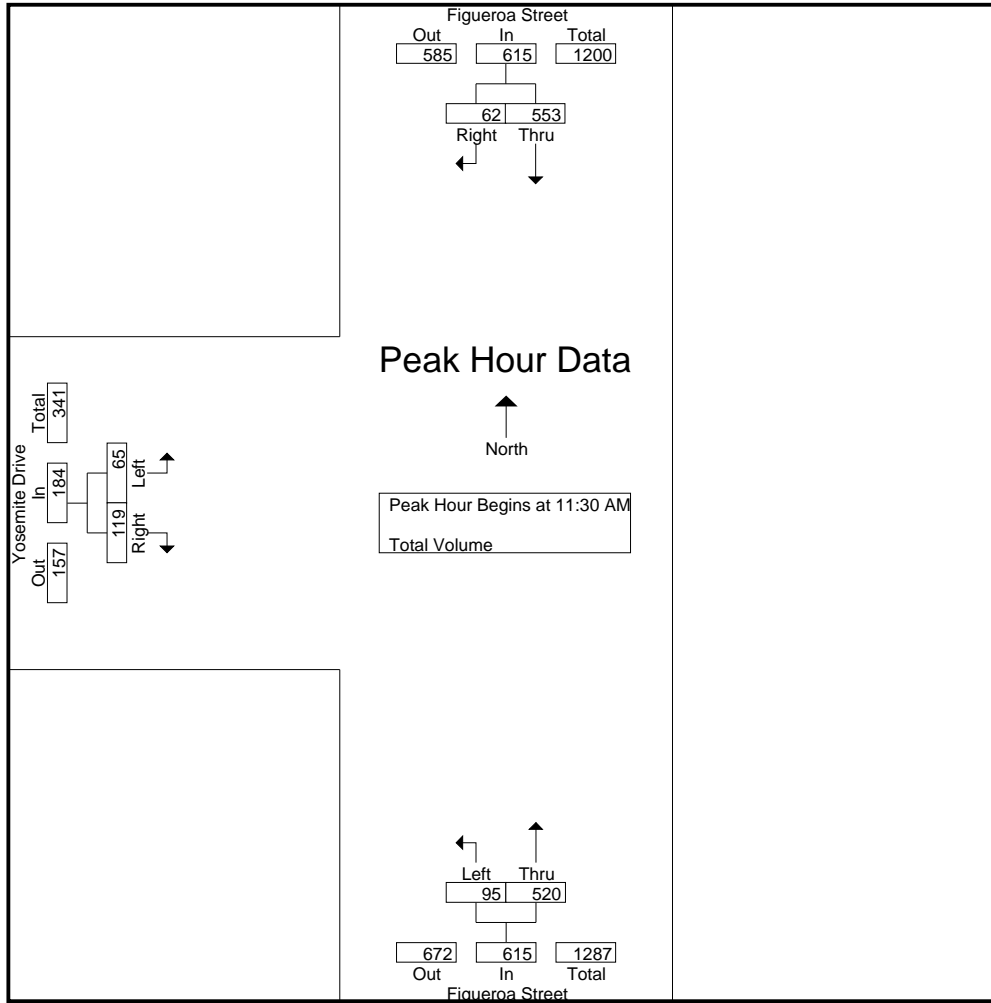 Figueroa Street
Out In Total
585 615 1200
62 553
Right Thru
Peak Hour Data
North
Peak Hour Begins at 11:30 AM
Total Volume
Yosemite Drive
Out In Total
157 184 341
119 65
Right Left
Left Thru
95 520
672 615 1287
Out In Total
Figueroa Street